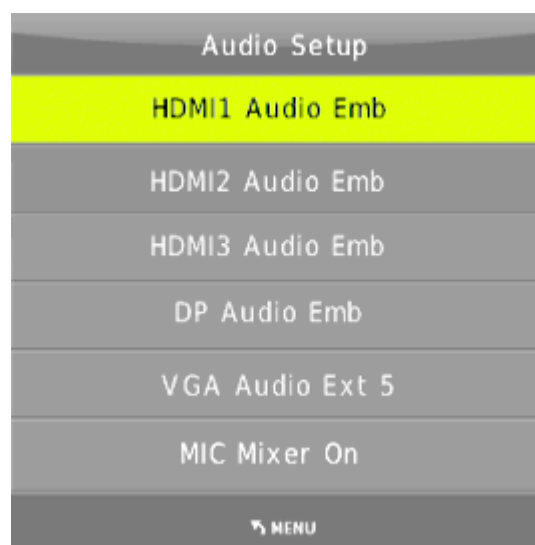 Audio Setup
HDMI1 Audio Emb
HDMI2 Audio Emb
HDMI3 Audio Emb
DP Audio Emb
VGA Audio Ext 5
MIC Mixer On
MENU